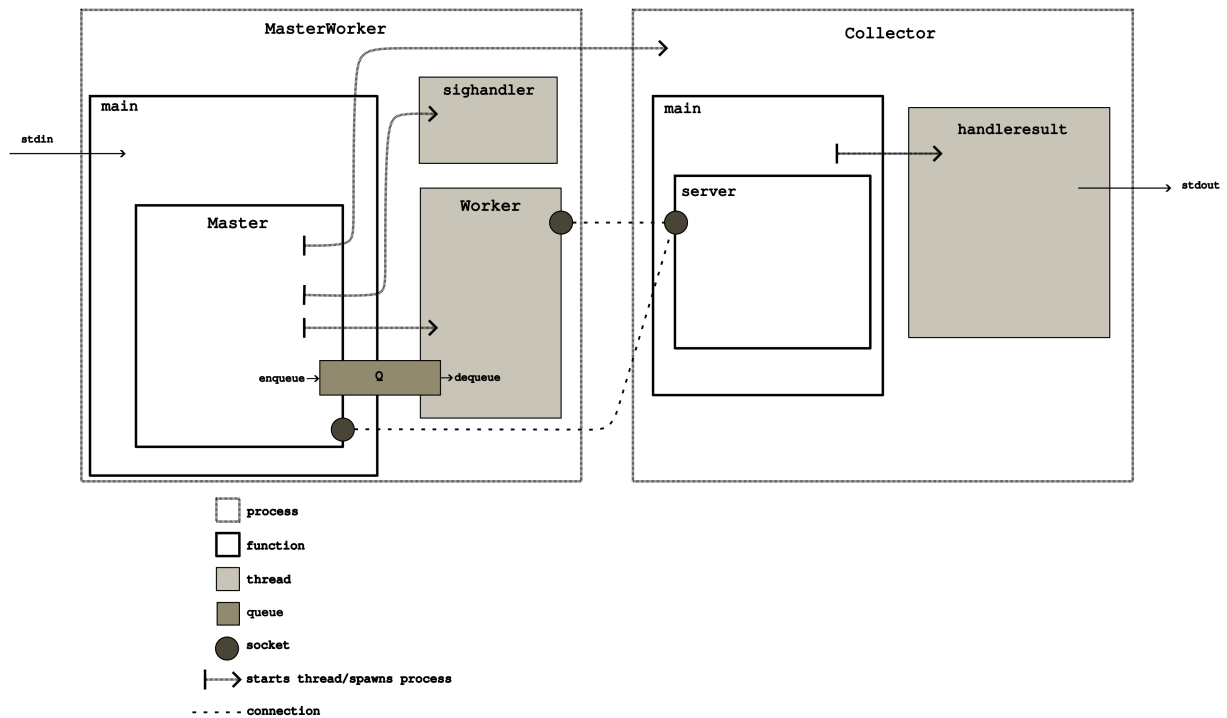 MasterWorker
Collector
main
sighandler
main
handleresult
stdin
stdout
server
Worker
Master
enqueue
Q
dequeue
process
function
thread
queue
socket
starts thread/spawns process
connection